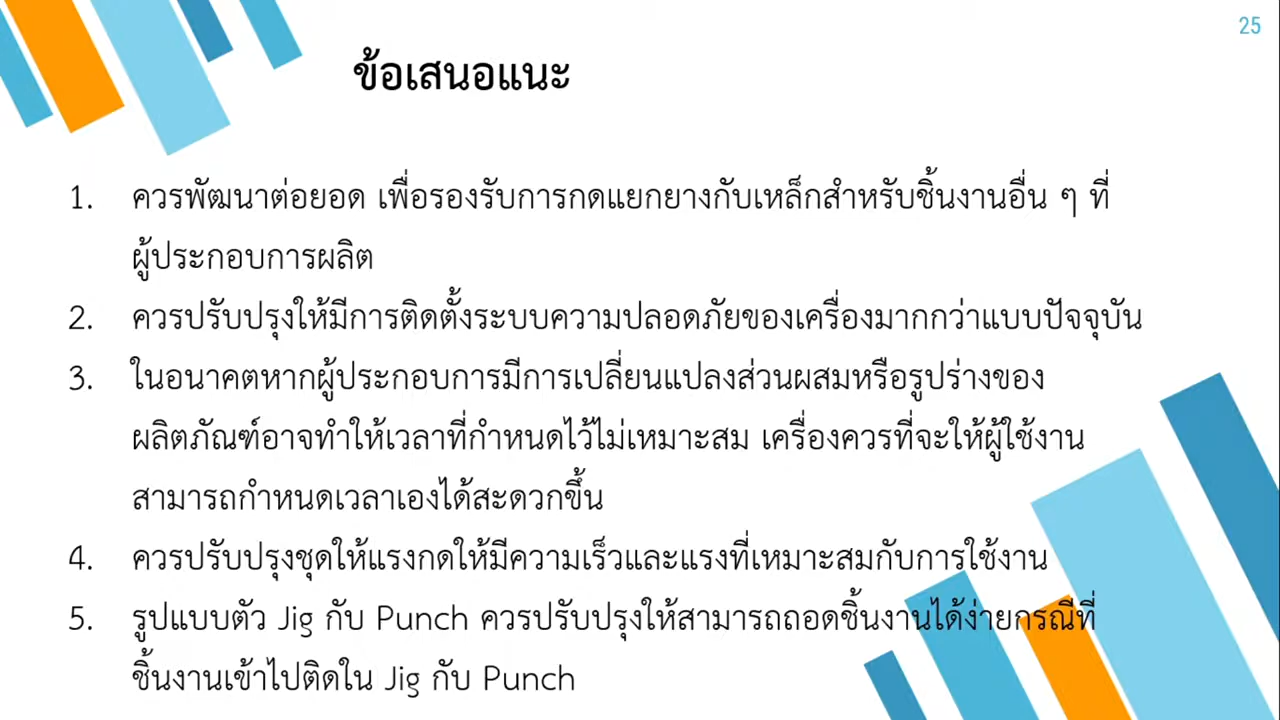 25
ข้อเสนอแนะ
1. ควรพัฒนาต่อยอด เพื่อรองรับการกดแยกยางกับเหล็กสำหรับชิ้นงานอื่น ๆ ที่
ผู้ประกอบการผลิต
2. ควรปรับปรุงให้มีการติดตั้งระบบความปลอดภัยของเครื่องมากกว่าแบบปัจจุบัน
3. ในอนาคตหากผู้ประกอบการมีการเปลี่ยนแปลงส่วนผสมหรือรูปร่างของ
ผลิตภัณฑ์อาจทำให้เวลาที่กำหนดไว้ไม่เหมาะสม เครื่องควรที่จะให้ผู้ใช้งาน
สามารถกำหนดเวลาเองได้สะดวกขึ้น
4. ควรปรับปรุงชุดให้แรงกดให้มีความเร็วและแรงที่เหมาะสมกับการใช้งาน
5. รูปแบบตัว Jig กับ Punch ควรปรับปรุงให้สามารถถอดชิ้นงานได้ง่ายกรณีที่
ชิ้นงานเข้าไปติดใน Jig กับ Punch